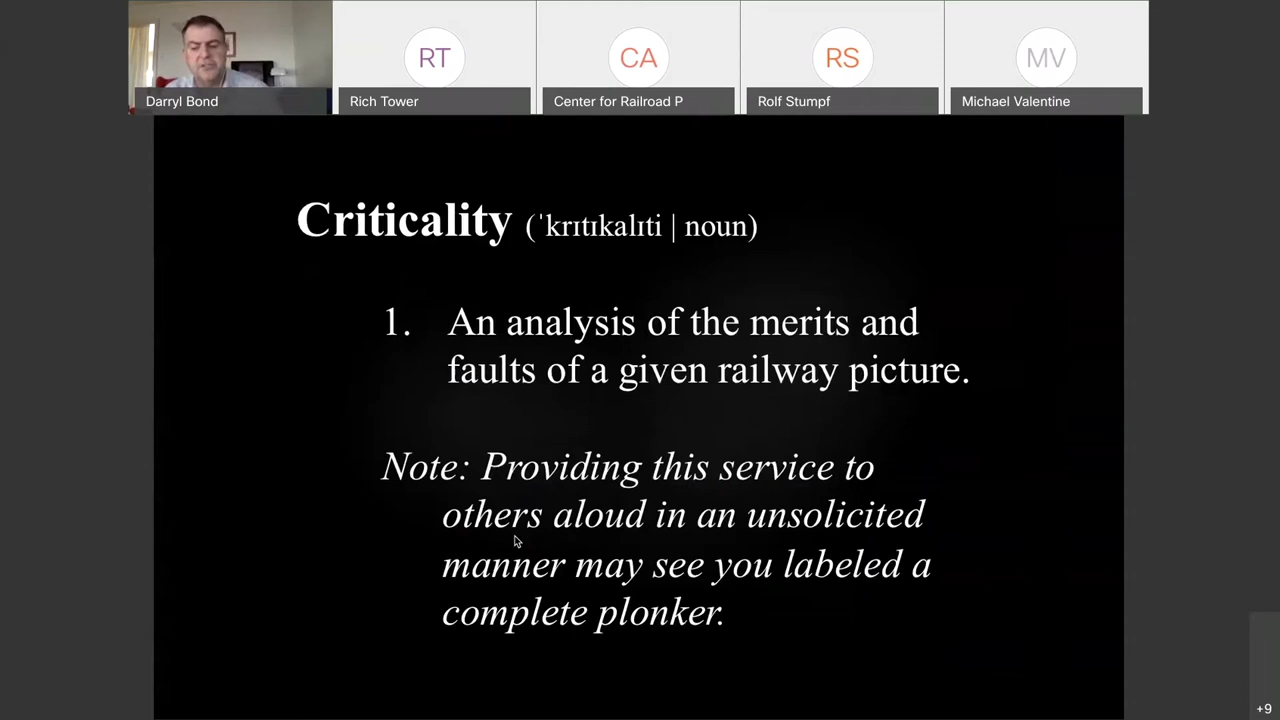 RT
CA
RS
MV
Darryl Bond
Rich Tower
Center for Railroad P
Rolf Stumpf
Michael Valentine
Criticality (ˈkrɪtɪkalɪti | noun)
1. An analysis of the merits and
faults of a given railway picture.
Note: Providing this service to
others aloud in an unsolicited
manner may see you labeled a
complete plonker.
+9